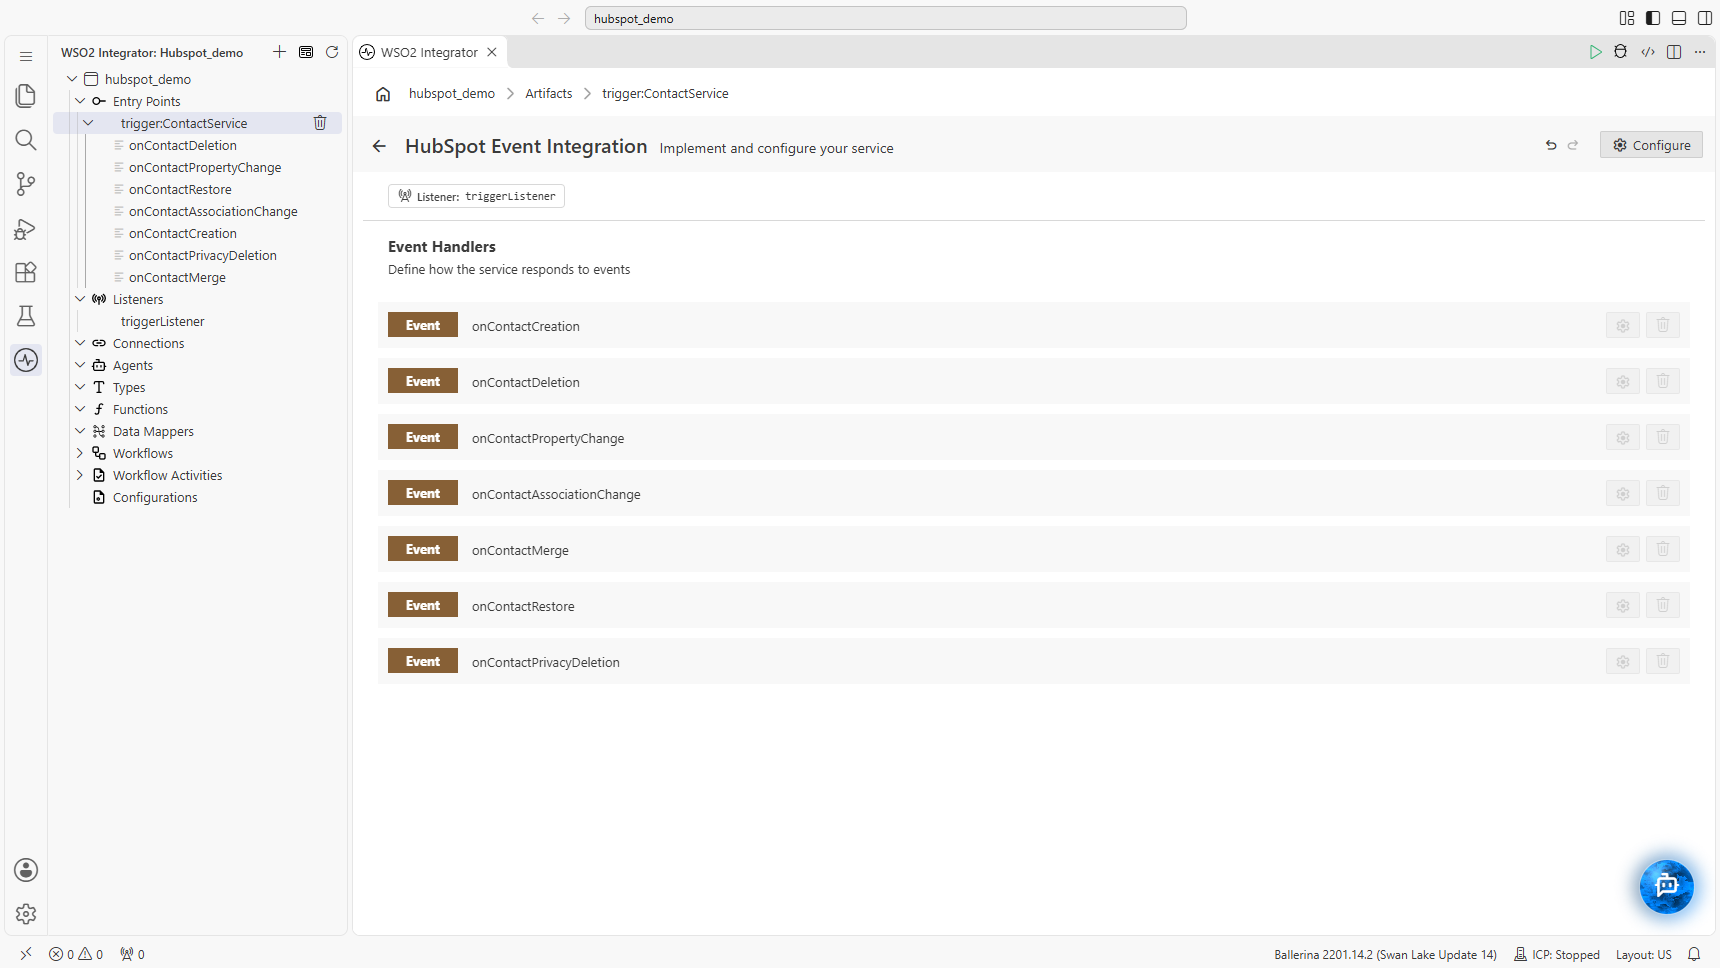 hubspot_demo
WSO2 Integrator: Hubspot_demo
hubspot_demo
Entry Points
trigger:ContactService
onContactDeletion
onContactPropertyChange
onContactRestore
onContactAssociationChange
onContactCreation
onContactPrivacyDeletion
onContactMerge
Listeners
triggerListener
Connections
Agents
Types
Functions
Data Mappers
Workflows
Workflow Activities
Configurations
WSO2 Integrator
hubspot_demo Artifacts trigger:ContactService
HubSpot Event Integration Implement and configure your service
Configure
Listener: triggerListener
Event Handlers
Define how the service responds to events
Event onContactCreation
Event onContactDeletion
Event onContactPropertyChange
Event onContactAssociationChange
Event onContactMerge
Event onContactRestore
Event onContactPrivacyDeletion
0 0 0
Ballerina 2201.14.2 (Swan Lake Update 14) ICP: Stopped Layout: US